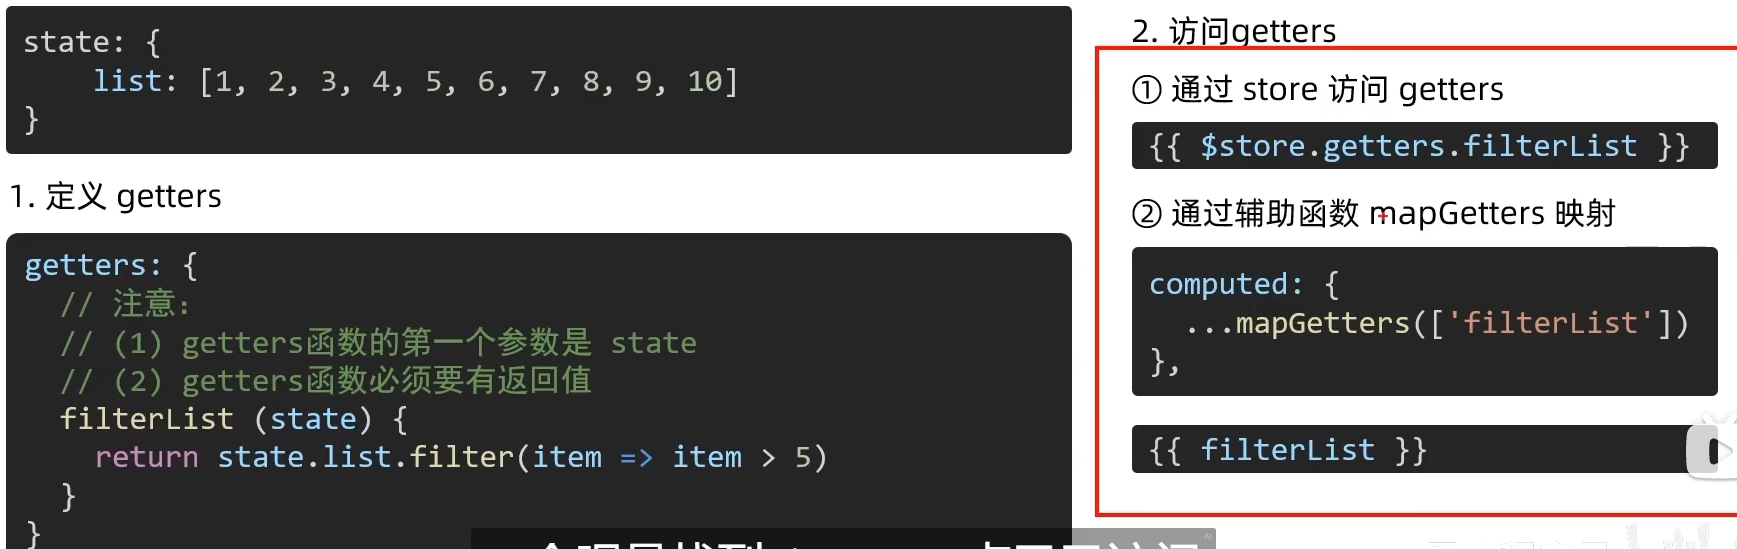 state: {
list: [1, 2, 3, 4, 5, 6, 7, 8, 9, 10]
}
1. 定义 getters
getters: {
// 注意:
// (1) getters函数的第一个参数是 state
// (2) getters函数必须要有返回值
filterList (state) {
return state.list.filter(item => item > 5)
}
}
2. 访问getters
① 通过 store 访问 getters
{{ $store.getters.filterList }}
② 通过辅助函数 mapGetters 映射
computed: {
...mapGetters(['filterList'])
},
{{ filterList }}